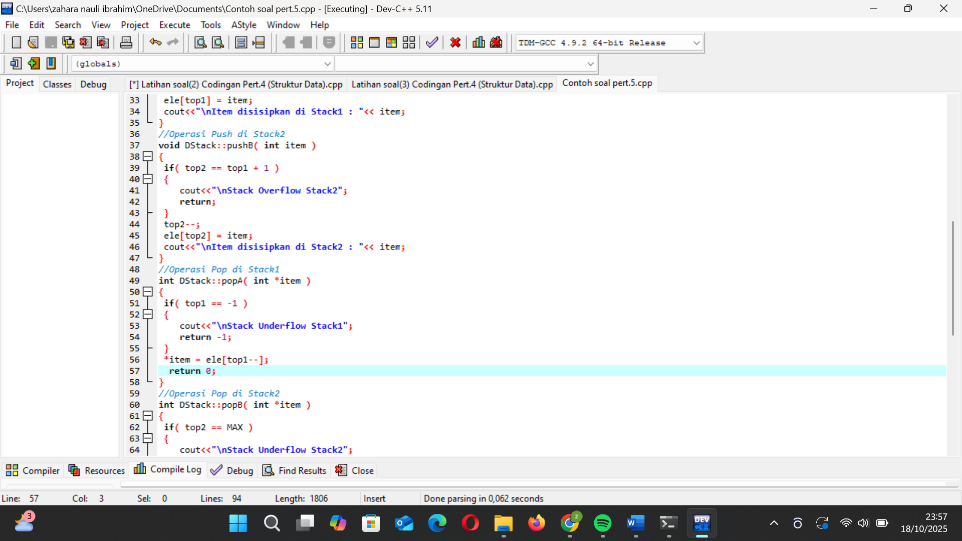 C:\Users\zahara nauli ibrahim\OneDrive\Documents\Contoh soal pert.5.cpp - [Executing] - Dev-C++ 5.11
File Edit Search View Project Execute Tools AStyle Window Help
TDM-GCC 4.9.2 64-bit Release
(globals)
Project Classes Debug
[*] Latihan soal(2) Codingan Pert.4 (Struktur Data).cpp Latihan soal(3) Codingan Pert.4 (Struktur Data).cpp Contoh soal pert.5.cpp
33 ele[top1] = item;
34 cout<<"\nItem disisipkan di Stack1 : "<< item;
35 }
36 //Operasi Push di Stack2
37 void DStack::pushB( int item )
38 {
39 if( top2 == top1 + 1 )
40 {
41 cout<<"\nStack Overflow Stack2";
42 return;
43 }
44 top2--;
45 ele[top2] = item;
46 cout<<"\nItem disisipkan di Stack2 : "<< item;
47 }
48 //Operasi Pop di Stack1
49 int DStack::popA( int *item )
50 {
51 if( top1 == -1 )
52 {
53 cout<<"\nStack Underflow Stack1";
54 return -1;
55 }
56 *item = ele[top1--];
57 return 0;
58 }
59 //Operasi Pop di Stack2
60 int DStack::popB( int *item )
61 {
62 if( top2 == MAX )
63 {
64 cout<<"\nStack Underflow Stack2";
Compiler Resources Compile Log Debug Find Results Close
Line: 57 Col: 3 Sel: 0 Lines: 94 Length: 1806 Insert Done parsing in 0,062 seconds
3
2
DEV
23:57
18/10/2025